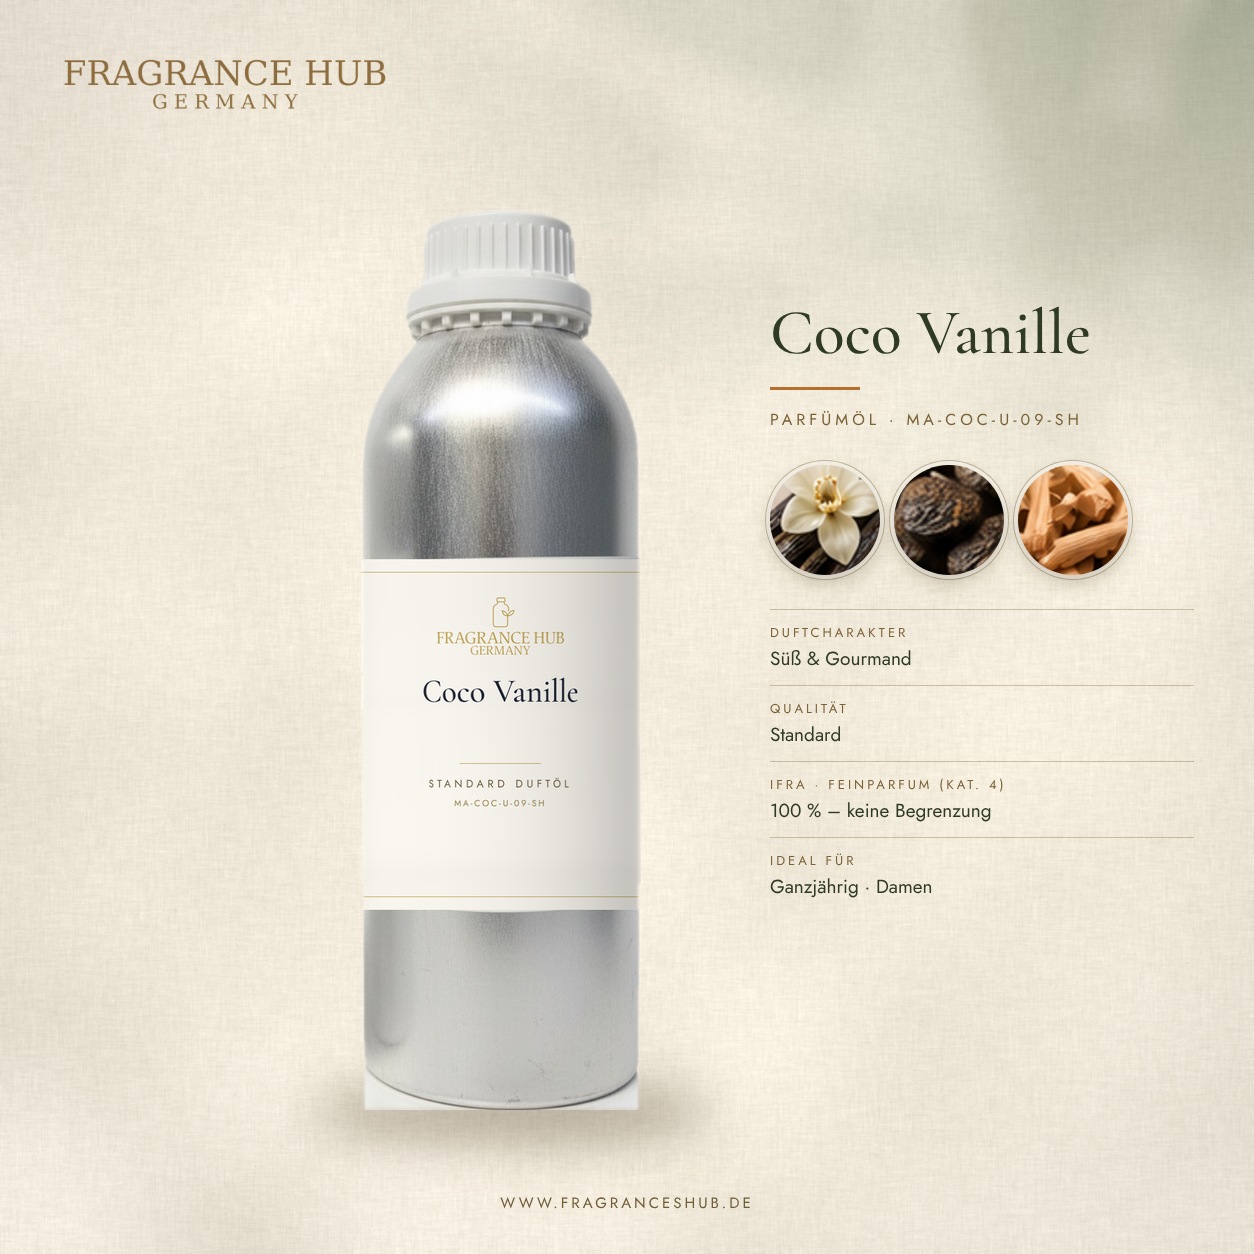 FRAGRANCE HUB
GERMANY
Coco Vanille
PARFÜMÖL · MA-COC-U-09-SH
DUFTCHARAKTER
Süß & Gourmand
QUALITÄT
Standard
IFRA · FEINPARFUM (KAT. 4)
100 % – keine Begrenzung
IDEAL FÜR
Ganzjährig · Damen
FRAGRANCE HUB
GERMANY
Coco Vanille
STANDARD DUFTÖL
MA-COC-U-09-SH
WWW.FRAGRANCESHUB.DE